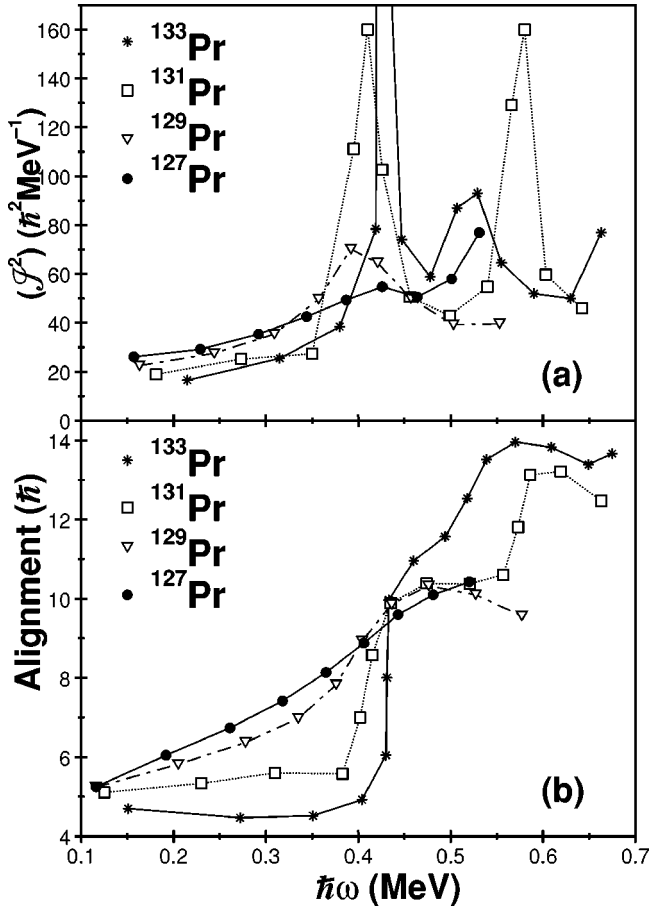 (𝒥²) (ℏ²MeV⁻¹)
160
140
120
100
80
60
40
20
0
¹³³Pr
¹³¹Pr
¹²⁹Pr
¹²⁷Pr
(a)
Alignment (ℏ)
14
12
10
8
6
4
¹³³Pr
¹³¹Pr
¹²⁹Pr
¹²⁷Pr
(b)
0.1 0.2 0.3 0.4 0.5 0.6 0.7
ℏω (MeV)